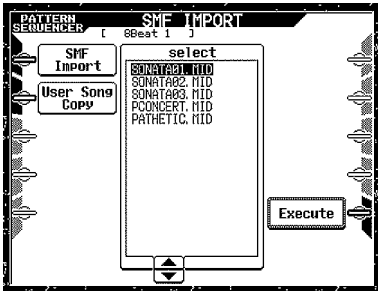 PATTERN SEQUENCER
SMF IMPORT
[ 8Beat 1 ]
SMF Import
User Song Copy
select
SONATA01.MID
SONATA02.MID
SONATA03.MID
PCONCERT.MID
PATHETIC.MID
Execute